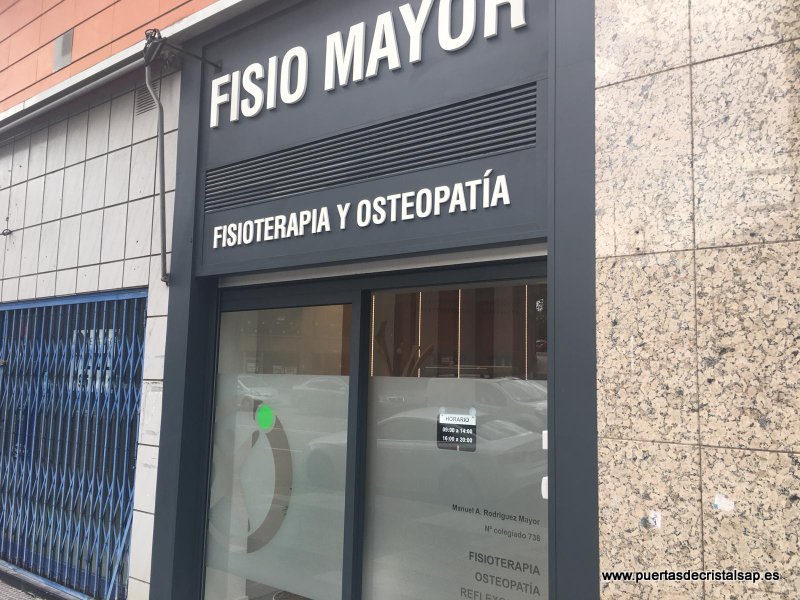 FISIO MAYOR
FISIOTERAPIA Y OSTEOPATÍA
HORARIO
09:00 a 14:00
16:00 a 20:00
Manuel A. Rodríguez Mayor
Nº colegiado 738
FISIOTERAPIA
OSTEOPATÍA
www.puertasdecristalsap.es